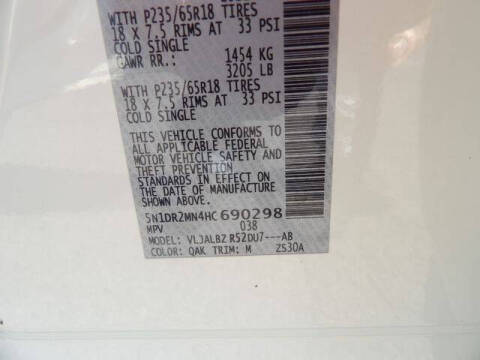 WITH P235/65R18 TIRES
18 X 7.5 RIMS AT 33 PSI
COLD SINGLE
GAWR RR.: 1454 KG
3205 LB
WITH P235/65R18 TIRES
18 X 7.5 RIMS AT 33 PSI
COLD SINGLE
THIS VEHICLE CONFORMS TO
ALL APPLICABLE FEDERAL
MOTOR VEHICLE SAFETY AND
THEFT PREVENTION
STANDARDS IN EFFECT ON
THE DATE OF MANUFACTURE
SHOWN ABOVE.
5N1DR2MN4HC690298
MPV 038
MODEL: VLJALBZ R52DU7---AB
COLOR: QAK TRIM: M Z530A